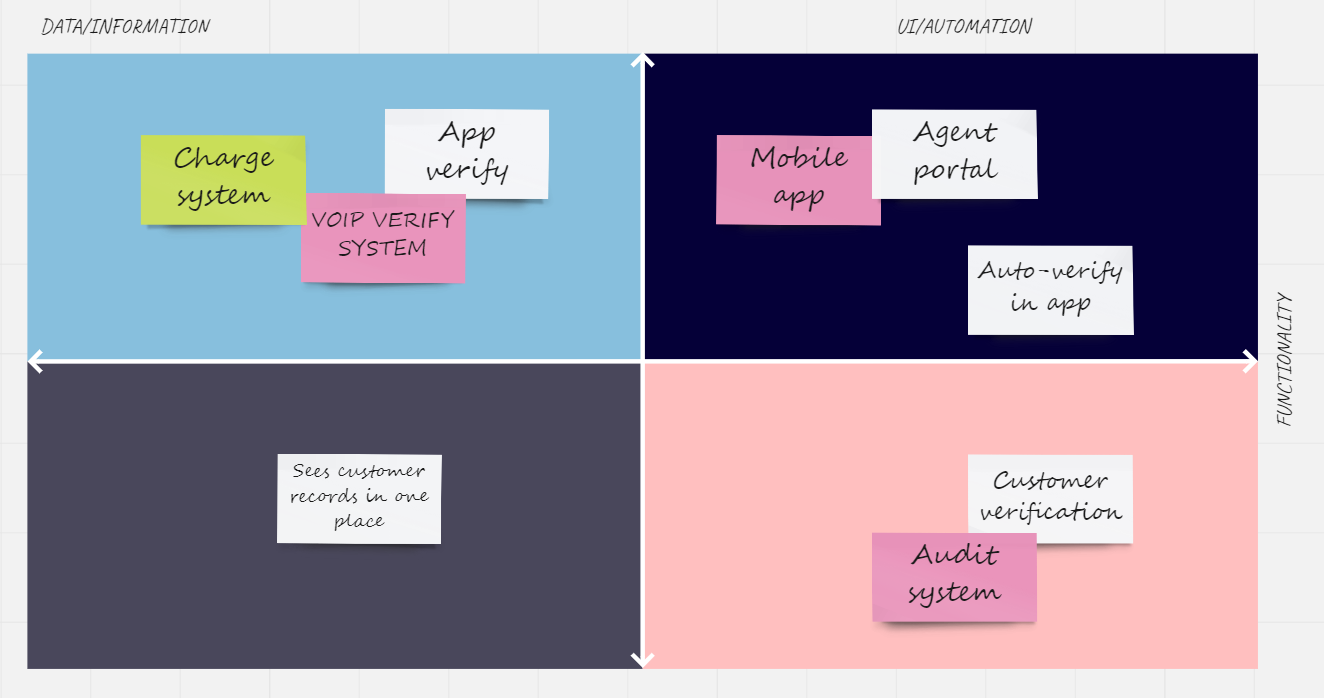 DATA/INFORMATION
UI/AUTOMATION
Charge
system
App
verify
VOIP VERIFY
SYSTEM
Mobile
app
Agent
portal
Auto-verify
in app
FUNCTIONALITY
Sees customer
records in one
place
Customer
verification
Audit
system